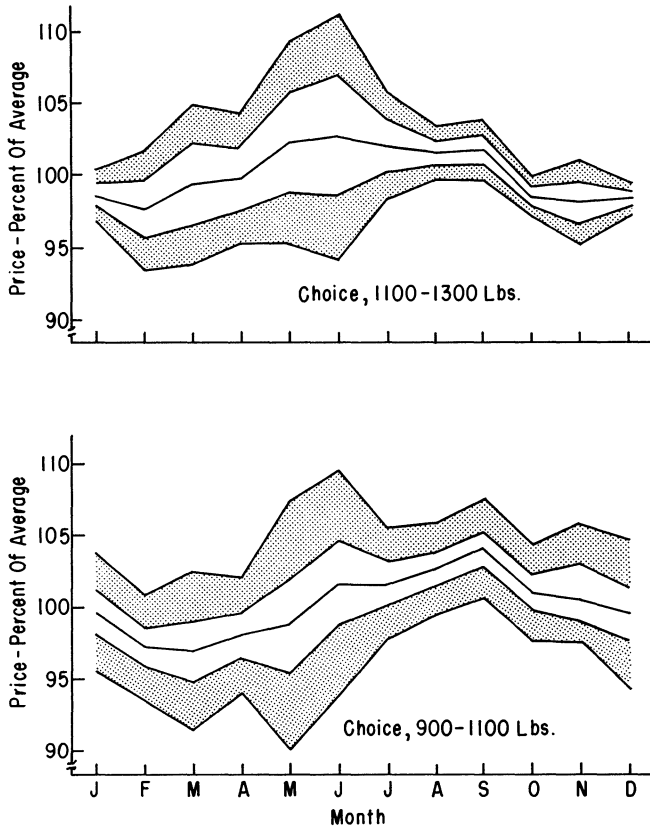 Price - Percent Of Average
110
105
100
95
90
Choice, 1100-1300 Lbs.
Price - Percent Of Average
110
105
100
95
90
Choice, 900-1100 Lbs.
J F M A M J J A S O N D
Month